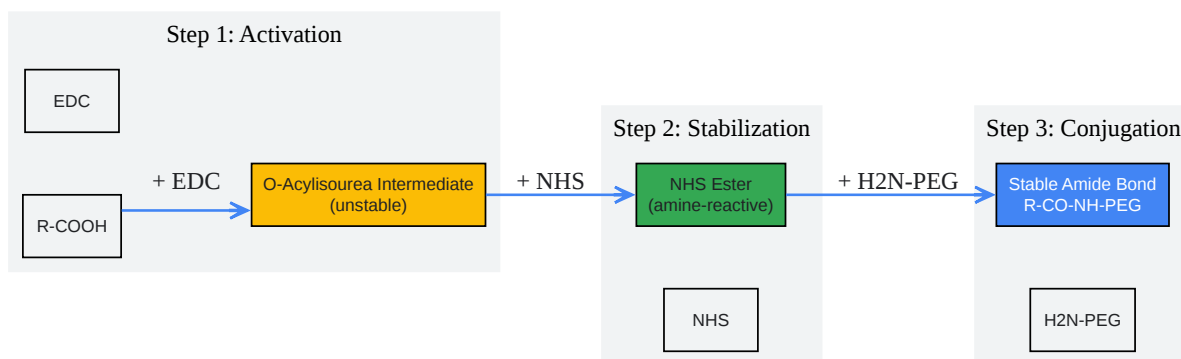 Step 1: Activation
EDC
+ EDC
R-COOH
O-Acylisourea Intermediate
(unstable)
+ NHS
Step 2: Stabilization
NHS Ester
(amine-reactive)
NHS
+ H2N-PEG
Step 3: Conjugation
Stable Amide Bond
R-CO-NH-PEG
H2N-PEG